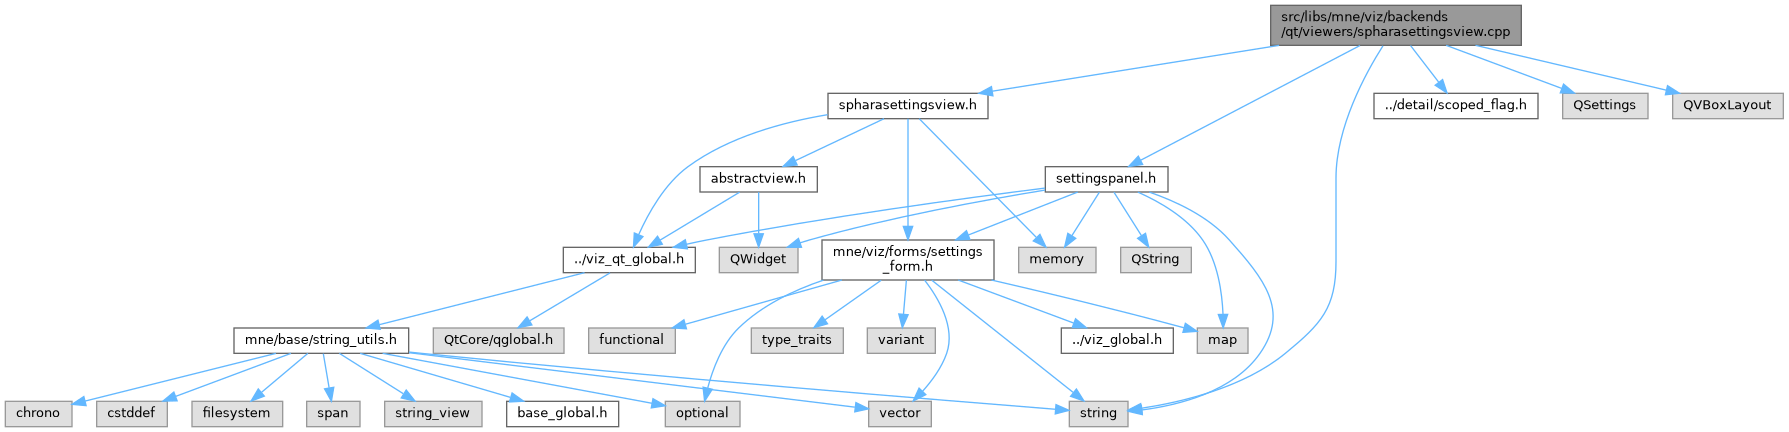 src/libs/mne/viz/backends
/qt/viewers/spharasettingsview.cpp
spharasettingsview.h
../detail/scoped_flag.h
QSettings
QVBoxLayout
abstractview.h
settingspanel.h
../viz_qt_global.h
QWidget
mne/viz/forms/settings
_form.h
memory
QString
mne/base/string_utils.h
QtCore/qglobal.h
functional
type_traits
variant
../viz_global.h
map
chrono
cstddef
filesystem
span
string_view
base_global.h
optional
vector
string